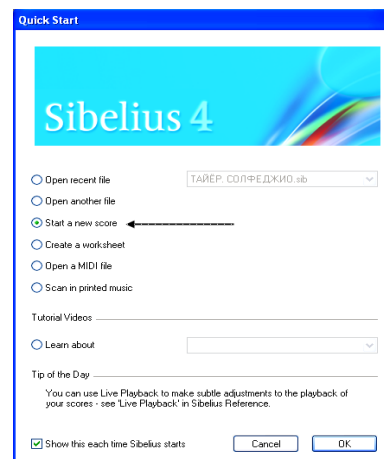 Quick Start
Sibelius 4
Open recent file ТАЙЁР. СОЛФЕДЖИО.sib
Open another file
Start a new score
Create a worksheet
Open a MIDI file
Scan in printed music
Tutorial Videos
Learn about
Tip of the Day
You can use Live Playback to make subtle adjustments to the playback of
your scores - see 'Live Playback' in Sibelius Reference.
Show this each time Sibelius starts Cancel OK